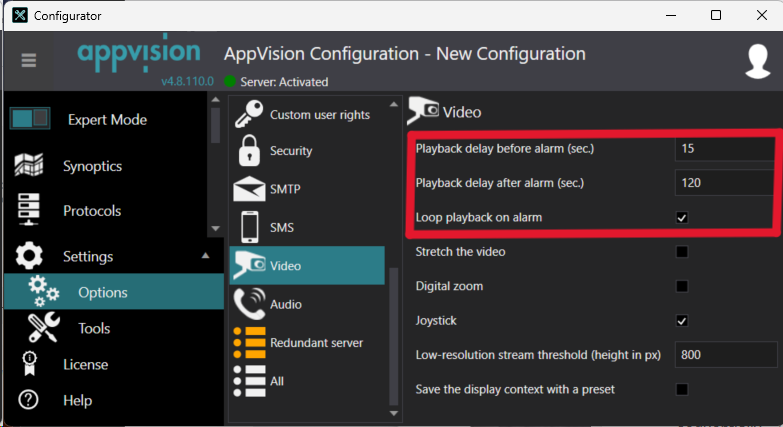 Configurator
appvision
v4.8.110.0
AppVision Configuration - New Configuration
Server: Activated
Expert Mode
Synoptics
Protocols
Settings
Options
Tools
License
Help
Custom user rights
Security
SMTP
SMS
Video
Audio
Redundant server
All
Video
Playback delay before alarm (sec.) 15
Playback delay after alarm (sec.) 120
Loop playback on alarm
Stretch the video
Digital zoom
Joystick
Low-resolution stream threshold (height in px) 800
Save the display context with a preset